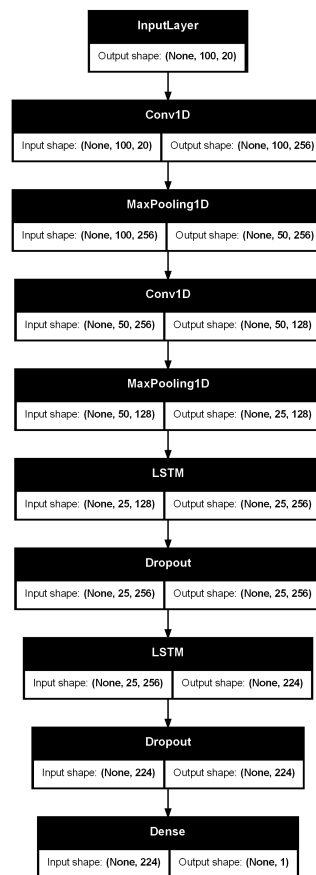 InputLayer
Output shape: (None, 100, 20)
Conv1D
Input shape: (None, 100, 20) Output shape: (None, 100, 256)
MaxPooling1D
Input shape: (None, 100, 256) Output shape: (None, 50, 256)
Conv1D
Input shape: (None, 50, 256) Output shape: (None, 50, 128)
MaxPooling1D
Input shape: (None, 50, 128) Output shape: (None, 25, 128)
LSTM
Input shape: (None, 25, 128) Output shape: (None, 25, 256)
Dropout
Input shape: (None, 25, 256) Output shape: (None, 25, 256)
LSTM
Input shape: (None, 25, 256) Output shape: (None, 224)
Dropout
Input shape: (None, 224) Output shape: (None, 224)
Dense
Input shape: (None, 224) Output shape: (None, 1)